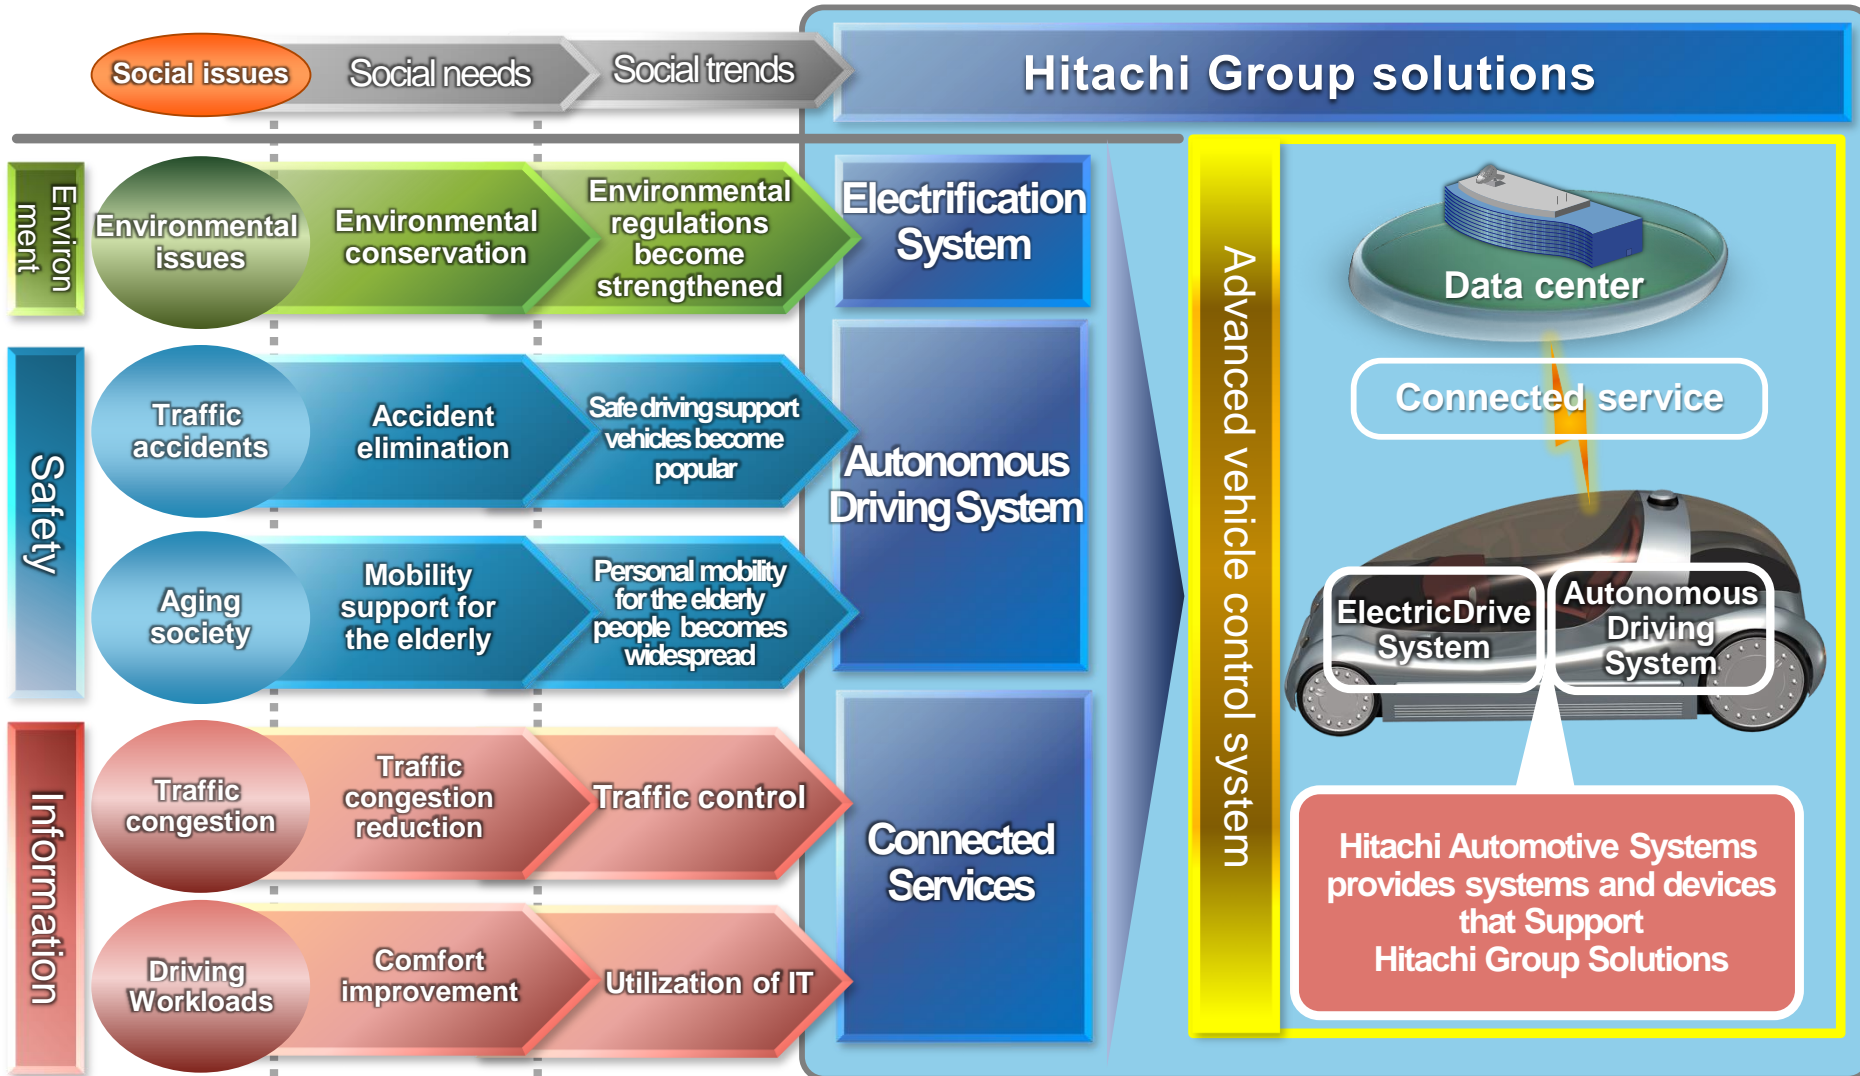 Social issues
Social needs
Social trends
Hitachi Group solutions
Environ
ment
Environmental
issues
Environmental
conservation
Environmental
regulations
become
strengthened
Electrification
System
Safety
Traffic
accidents
Accident
elimination
Safe driving support
vehicles become
popular
Autonomous
Driving System
Aging
society
Mobility
support for
the elderly
Personal mobility
for the elderly
people becomes
widespread
Information
Traffic
congestion
Traffic
congestion
reduction
Traffic control
Connected
Services
Driving
Workloads
Comfort
improvement
Utilization of IT
Advanced vehicle control system
Data center
Connected service
ElectricDrive
System
Autonomous
Driving
System
Hitachi Automotive Systems
provides systems and devices
that Support
Hitachi Group Solutions